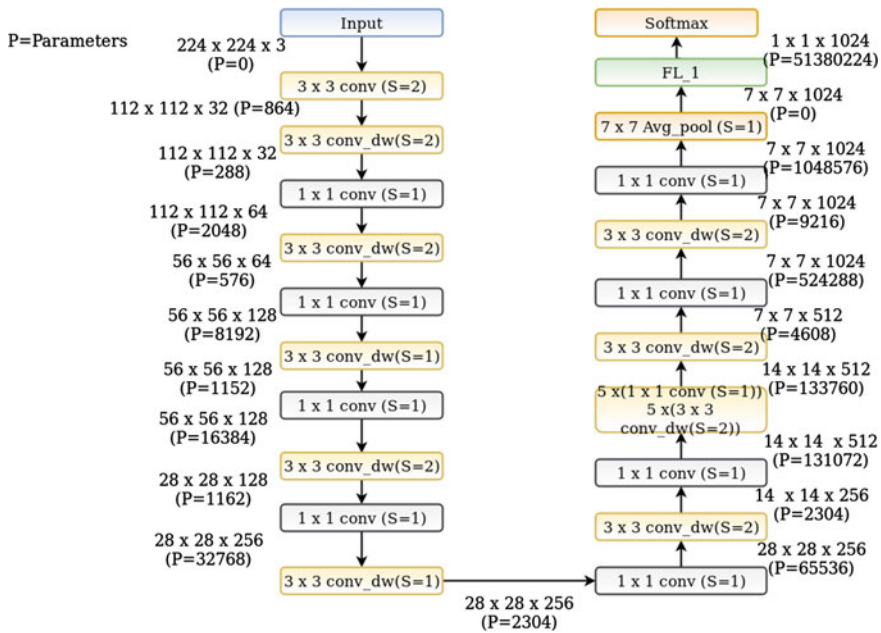 P=Parameters
Input
224 x 224 x 3
(P=0)
3 x 3 conv (S=2)
112 x 112 x 32 (P=864)
3 x 3 conv_dw(S=2)
112 x 112 x 32
(P=288)
1 x 1 conv (S=1)
112 x 112 x 64
(P=2048)
3 x 3 conv_dw(S=2)
56 x 56 x 64
(P=576)
1 x 1 conv (S=1)
56 x 56 x 128
(P=8192)
3 x 3 conv_dw(S=1)
56 x 56 x 128
(P=1152)
1 x 1 conv (S=1)
56 x 56 x 128
(P=16384)
3 x 3 conv_dw(S=2)
28 x 28 x 128
(P=1162)
1 x 1 conv (S=1)
28 x 28 x 256
(P=32768)
3 x 3 conv_dw(S=1)
28 x 28 x 256
(P=2304)
1 x 1 conv (S=1)
28 x 28 x 256
(P=65536)
3 x 3 conv_dw(S=2)
14 x 14 x 256
(P=2304)
1 x 1 conv (S=1)
14 x 14 x 512
(P=131072)
5 x(1 x 1 conv (S=1))
5 x(3 x 3
conv_dw(S=2))
14 x 14 x 512
(P=133760)
3 x 3 conv_dw(S=2)
7 x 7 x 512
(P=4608)
1 x 1 conv (S=1)
7 x 7 x 1024
(P=524288)
3 x 3 conv_dw(S=2)
7 x 7 x 1024
(P=9216)
1 x 1 conv (S=1)
7 x 7 x 1024
(P=1048576)
7 x 7 Avg_pool (S=1)
7 x 7 x 1024
(P=0)
FL_1
1 x 1 x 1024
(P=51380224)
Softmax